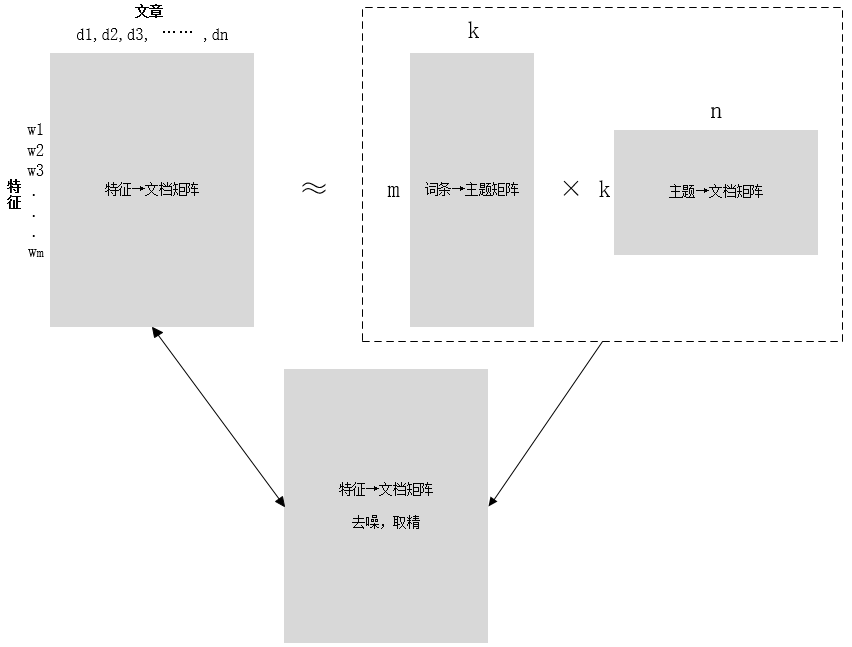 文章
d1,d2,d3, …… ,dn
k
n
w1
w2
w3
.
.
.
wm
特征
特征→文档矩阵
≈
m
词条→主题矩阵
×
k
主题→文档矩阵
特征→文档矩阵
去噪，取精